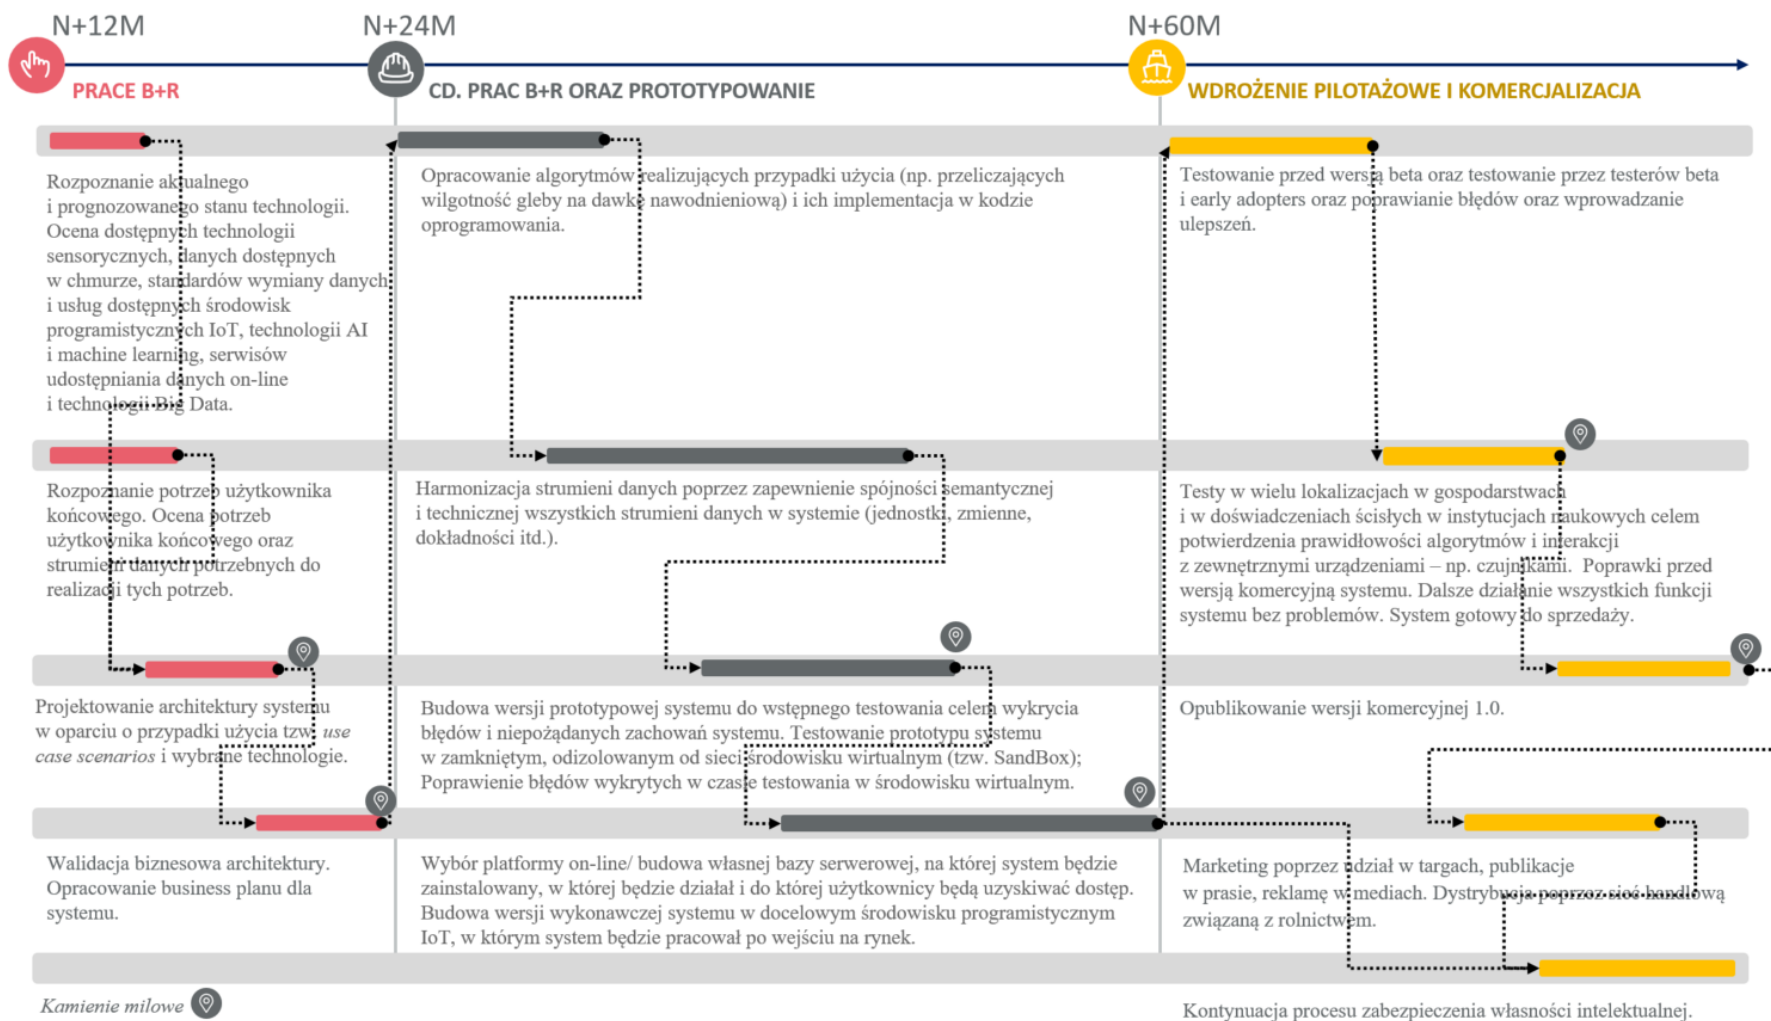 N+12M
N+24M
N+60M
PRACE B+R
CD. PRAC B+R ORAZ PROTOTYPOWANIE
WDROŻENIE PILOTAŻOWE I KOMERCJALIZACJA
Rozpoznanie aktualnego
i prognozowanego stanu technologii.
Ocena dostępnych technologii
sensorycznych, danych dostępnych
w chmurze, standardów wymiany danych
i usług dostępnych środowisk
programistycznych IoT, technologii AI
i machine learning, serwisów
udostępniania danych on-line
i technologii Big Data.
Opracowanie algorytmów realizujących przypadki użycia (np. przeliczających
wilgotność gleby na dawkę nawodnieniową) i ich implementacja w kodzie
oprogramowania.
Testowanie przed wersją beta oraz testowanie przez testerów beta
i early adopters oraz poprawianie błędów oraz wprowadzanie
ulepszeń.
Rozpoznanie potrzeb użytkownika
końcowego. Ocena potrzeb
użytkownika końcowego oraz
strumieni danych potrzebnych do
realizacji tych potrzeb.
Harmonizacja strumieni danych poprzez zapewnienie spójności semantycznej
i technicznej wszystkich strumieni danych w systemie (jednostki, zmienne,
dokładności itd.).
Testy w wielu lokalizacjach w gospodarstwach
i w doświadczeniach ścisłych w instytucjach naukowych celem
potwierdzenia prawidłowości algorytmów i interakcji
z zewnętrznymi urządzeniami – np. czujnikami. Poprawki przed
wersją komercyjną systemu. Dalsze działanie wszystkich funkcji
systemu bez problemów. System gotowy do sprzedaży.
Projektowanie architektury systemu
w oparciu o przypadki użycia tzw. use
case scenarios i wybrane technologie.
Budowa wersji prototypowej systemu do wstępnego testowania celem wykrycia
błędów i niepożądanych zachowań systemu. Testowanie prototypu systemu
w zamkniętym, odizolowanym od sieci środowisku wirtualnym (tzw. SandBox);
Poprawienie błędów wykrytych w czasie testowania w środowisku wirtualnym.
Opublikowanie wersji komercyjnej 1.0.
Walidacja biznesowa architektury.
Opracowanie business planu dla
systemu.
Wybór platformy on-line/ budowa własnej bazy serwerowej, na której system będzie
zainstalowany, w której będzie działał i do której użytkownicy będą uzyskiwać dostęp.
Budowa wersji wykonawczej systemu w docelowym środowisku programistycznym
IoT, w którym system będzie pracował po wejściu na rynek.
Marketing poprzez udział w targach, publikacje
w prasie, reklamę w mediach. Dystrybucja poprzez sieć handlową
związaną z rolnictwem.
Kamienie milowe
Kontynuacja procesu zabezpieczenia własności intelektualnej.